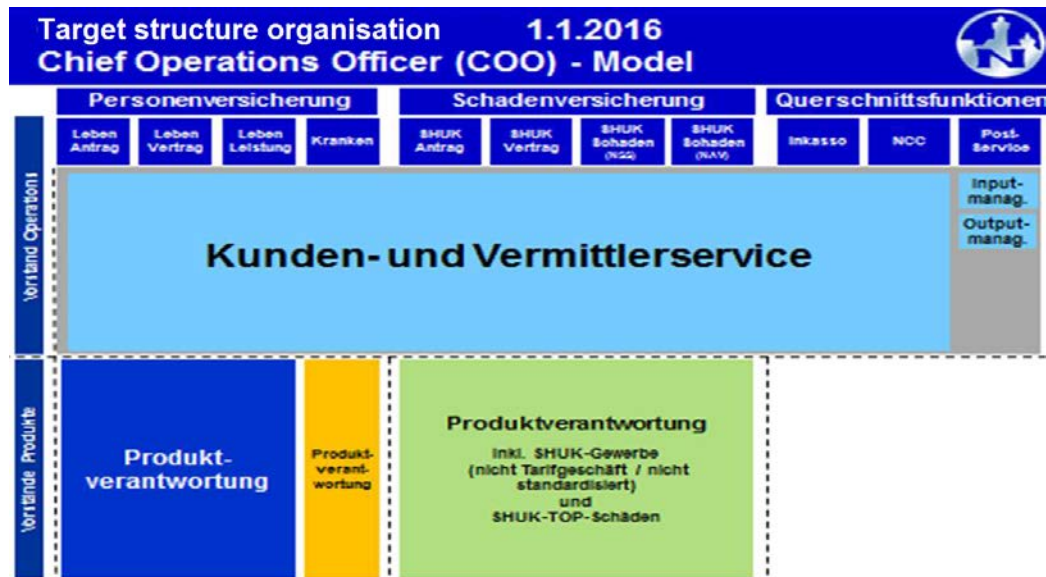 Target structure organisation 1.1.2016
Chief Operations Officer (COO) - Model
N
Personenversicherung Schadenversicherung Querschnittsfunktionen
Leben Antrag
Leben Vertrag
Leben Leistung
Kranken
SHUK Antrag
SHUK Vertrag
SHUK Schaden (NSG)
SHUK Schaden (NAV)
Inkasso
NCC
Post-
Service
Vorstand Operations
Kunden- und Vermittlerservice
Input-
manag.
Output-
manag.
Vorstände Produkte
Produkt-
verantwortung
Produkt-
verant-
wortung
Produktverantwortung
inkl. SHUK-Gewerbe
(nicht Tarifgeschäft / nicht
standardisiert)
und
SHUK-TOP-Schäden